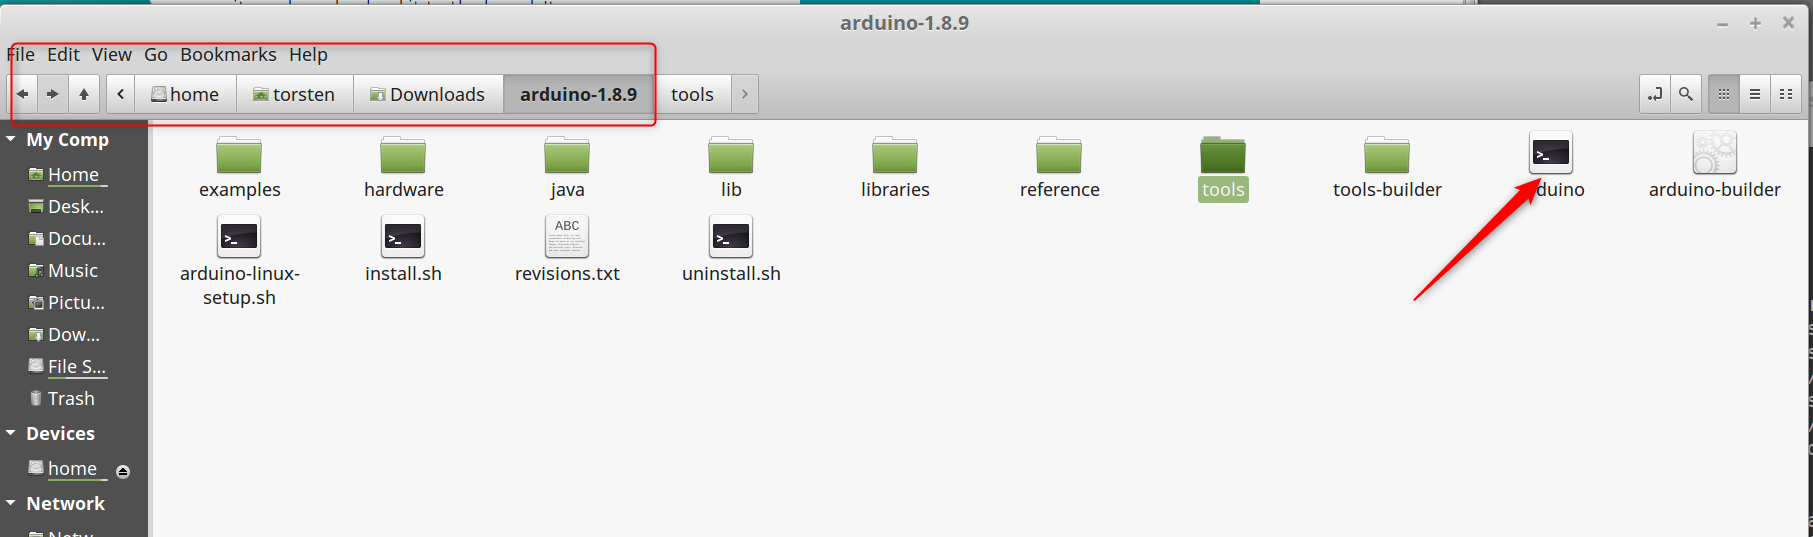 arduino-1.8.9
File Edit View Go Bookmarks Help
home torsten Downloads arduino-1.8.9 tools
My Comp
Home
Desk...
Docu...
Music
Pictu...
Dow...
File S...
Trash
Devices
home
Network
examples hardware java lib libraries reference tools tools-builder duino arduino-builder
ABC
arduino-linux-
setup.sh install.sh revisions.txt uninstall.sh